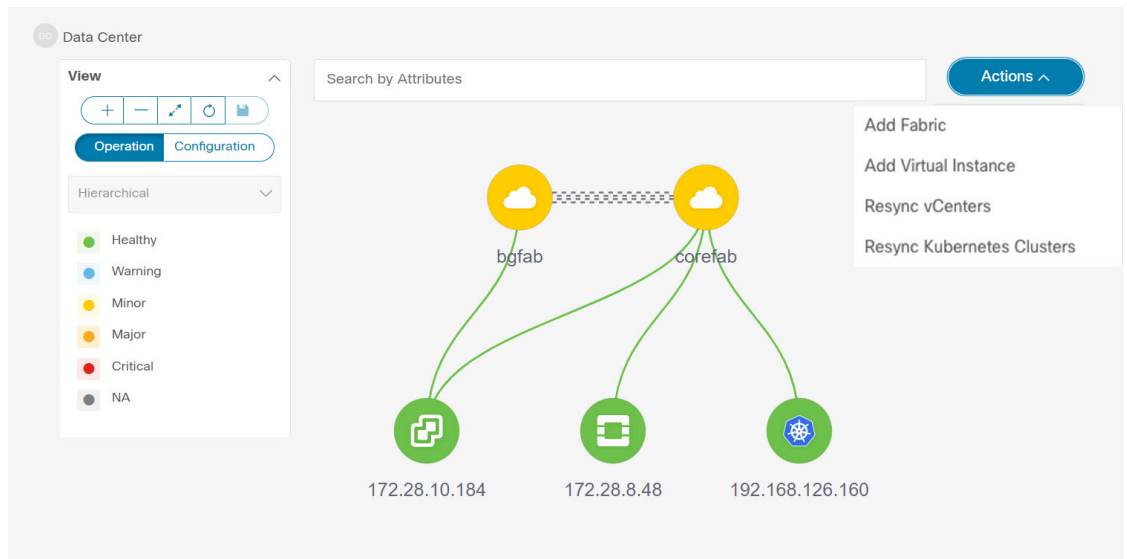 DC Data Center
View
Search by Attributes
Actions
Operation Configuration
Hierarchical
Healthy
Warning
Minor
Major
Critical
NA
Add Fabric
Add Virtual Instance
Resync vCenters
Resync Kubernetes Clusters
bgfab corefab
172.28.10.184 172.28.8.48 192.168.126.160